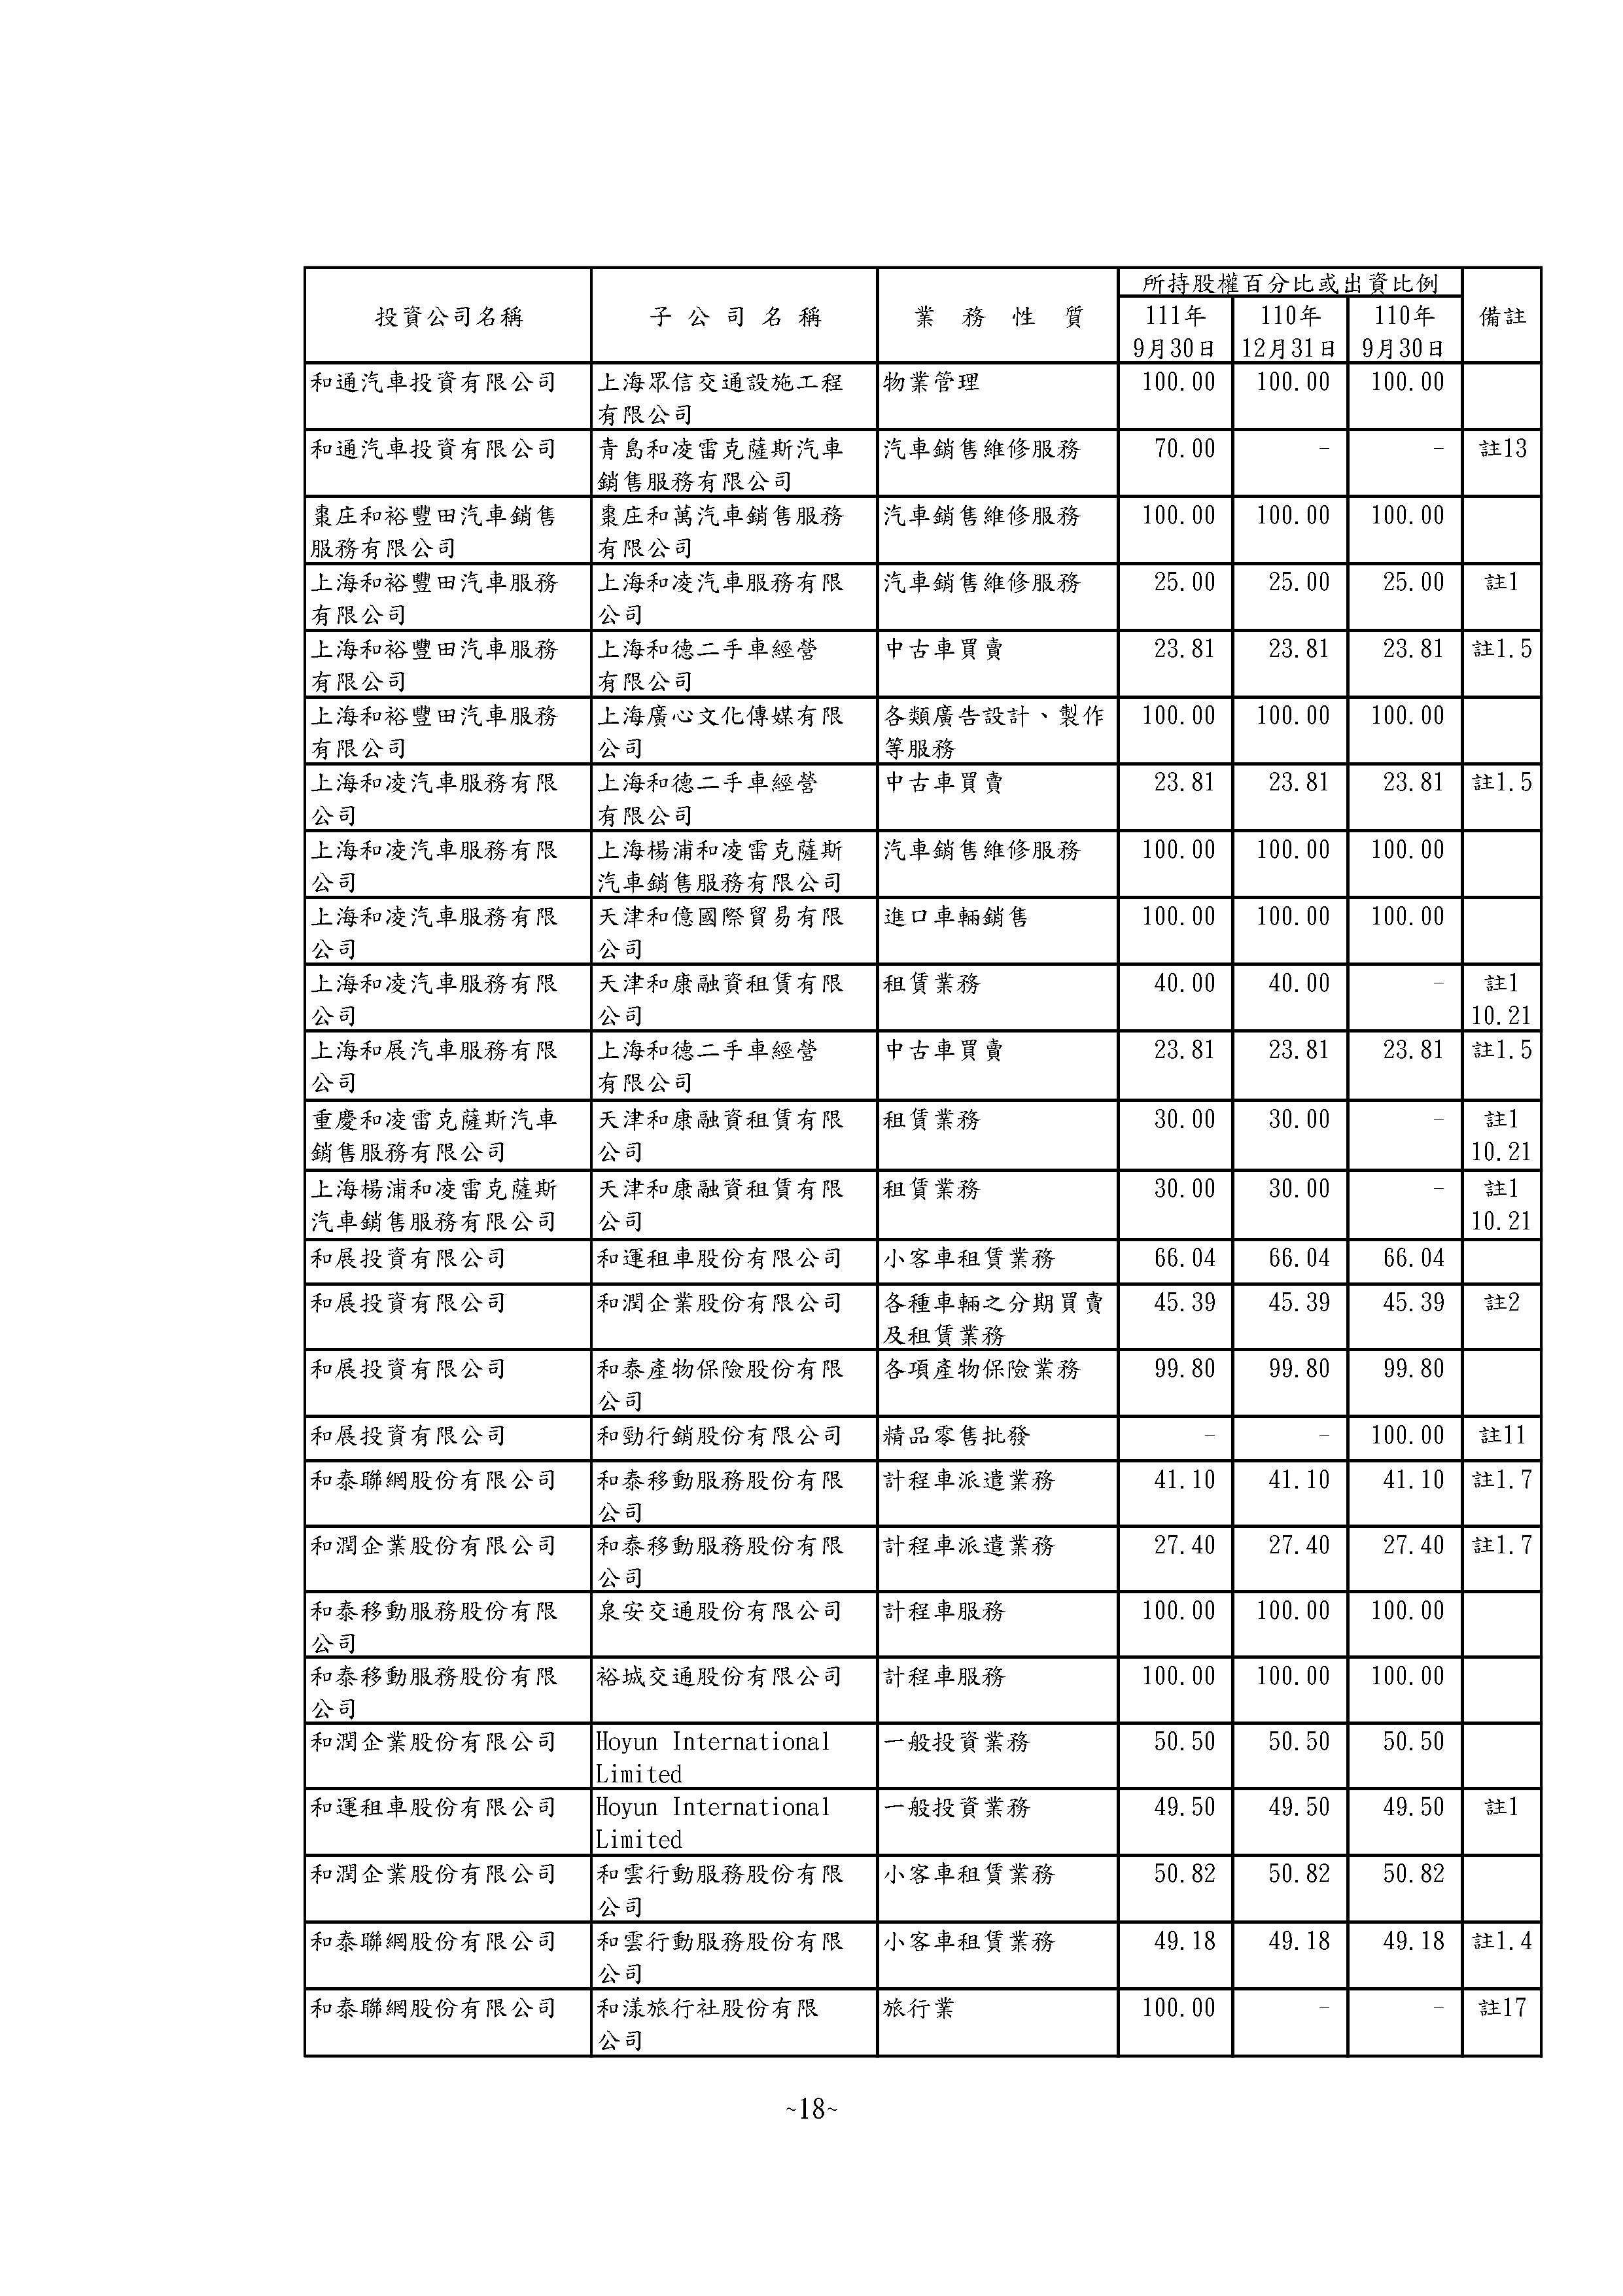 所持股權百分比或出資比例
投資公司名稱 子公司名稱 業務性質 111年 110年 110年 備註
9月30日 12月31日 9月30日
和通汽車投資有限公司 上海眾信交通設施工程 物業管理 100.00 100.00 100.00
有限公司
和通汽車投資有限公司 青島和凌雷克薩斯汽車 汽車銷售維修服務 70.00 - - 註13
銷售服務有限公司
棗庄和裕豐田汽車銷售 棗庄和萬汽車銷售服務 汽車銷售維修服務 100.00 100.00 100.00
服務有限公司 有限公司
上海和裕豐田汽車服務 上海和凌汽車服務有限 汽車銷售維修服務 25.00 25.00 25.00 註1
有限公司 公司
上海和裕豐田汽車服務 上海和德二手車經營 中古車買賣 23.81 23.81 23.81 註1.5
有限公司 有限公司
上海和裕豐田汽車服務 上海廣心文化傳媒有限 各類廣告設計、製作 100.00 100.00 100.00
有限公司 公司 等服務
上海和凌汽車服務有限 上海和德二手車經營 中古車買賣 23.81 23.81 23.81 註1.5
公司 有限公司
上海和凌汽車服務有限 上海楊浦和凌雷克薩斯 汽車銷售維修服務 100.00 100.00 100.00
公司 汽車銷售服務有限公司
上海和凌汽車服務有限 天津和億國際貿易有限 進口車輛銷售 100.00 100.00 100.00
公司 公司
上海和凌汽車服務有限 天津和康融資租賃有限 租賃業務 40.00 40.00 - 註1
公司 公司 10.21
上海和展汽車服務有限 上海和德二手車經營 中古車買賣 23.81 23.81 23.81 註1.5
公司 有限公司
重慶和凌雷克薩斯汽車 天津和康融資租賃有限 租賃業務 30.00 30.00 - 註1
銷售服務有限公司 公司 10.21
上海楊浦和凌雷克薩斯 天津和康融資租賃有限 租賃業務 30.00 30.00 - 註1
汽車銷售服務有限公司 公司 10.21
和展投資有限公司 和運租車股份有限公司 小客車租賃業務 66.04 66.04 66.04
和展投資有限公司 和潤企業股份有限公司 各種車輛之分期買賣 45.39 45.39 45.39 註2
及租賃業務
和展投資有限公司 和泰產物保險股份有限 各項產物保險業務 99.80 99.80 99.80
公司
和展投資有限公司 和勁行銷股份有限公司 精品零售批發 - - 100.00 註11
和泰聯網股份有限公司 和泰移動服務股份有限 計程車派遣業務 41.10 41.10 41.10 註1.7
公司
和潤企業股份有限公司 和泰移動服務股份有限 計程車派遣業務 27.40 27.40 27.40 註1.7
公司
和泰移動服務股份有限 泉安交通股份有限公司 計程車服務 100.00 100.00 100.00
公司
和泰移動服務股份有限 裕城交通股份有限公司 計程車服務 100.00 100.00 100.00
公司
和潤企業股份有限公司 Hoyun International 一般投資業務 50.50 50.50 50.50
Limited
和運租車股份有限公司 Hoyun International 一般投資業務 49.50 49.50 49.50 註1
Limited
和潤企業股份有限公司 和雲行動服務股份有限 小客車租賃業務 50.82 50.82 50.82
公司
和泰聯網股份有限公司 和雲行動服務股份有限 小客車租賃業務 49.18 49.18 49.18 註1.4
公司
和泰聯網股份有限公司 和漾旅行社股份有限 旅行業 100.00 - - 註17
公司
~18~